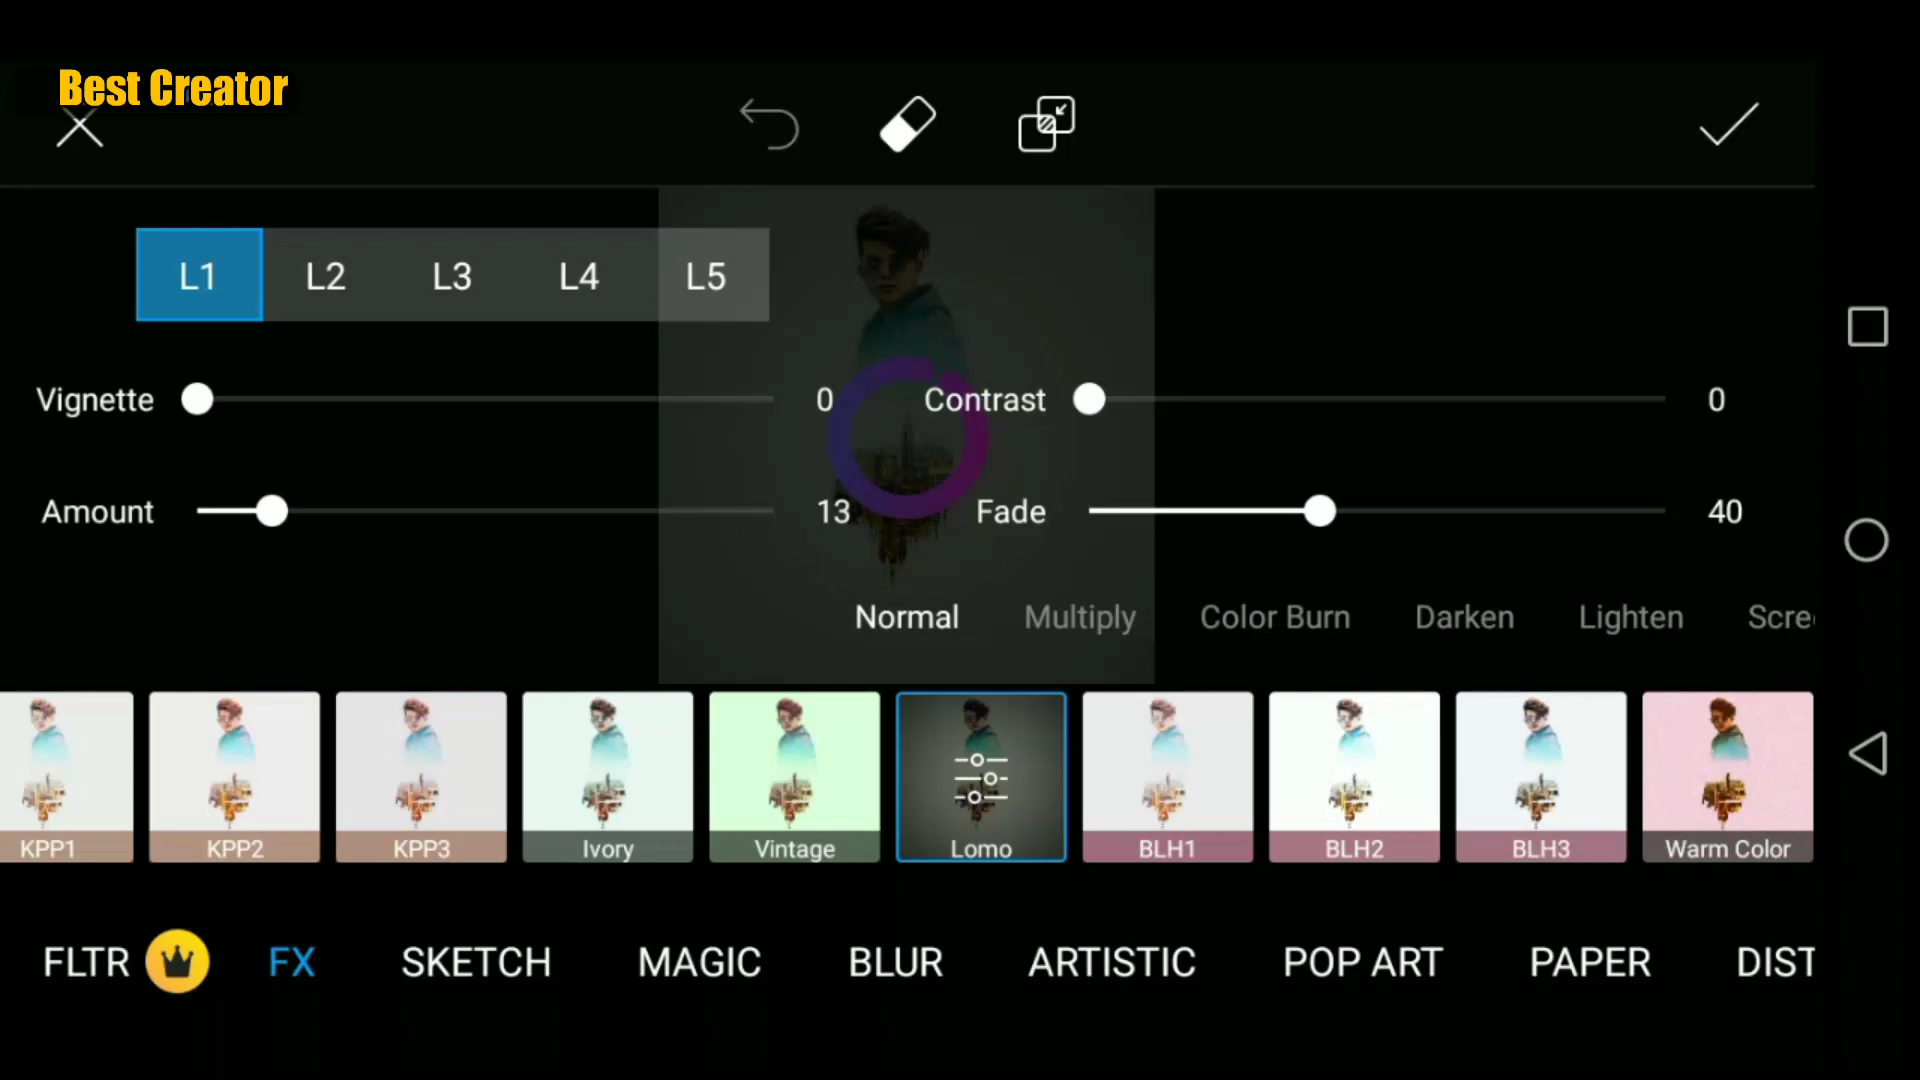 Best Creator
L1 L2 L3 L4 L5
Vignette 0 Contrast 0
Amount 13 Fade 40
Normal Multiply Color Burn Darken Lighten Scre
KPP1 KPP2 KPP3 Ivory Vintage Lomo BLH1 BLH2 BLH3 Warm Color
FLTR FX SKETCH MAGIC BLUR ARTISTIC POP ART PAPER DIST